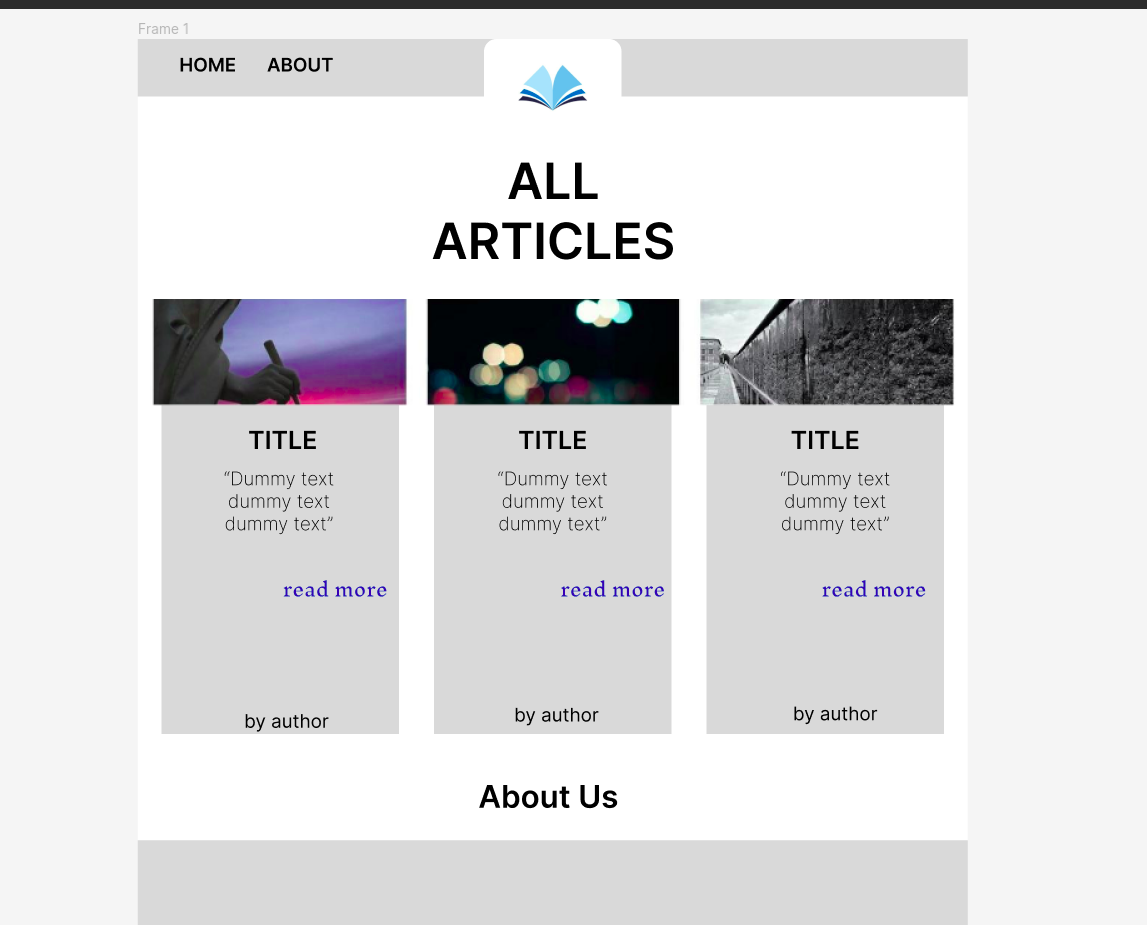 Frame 1
HOME ABOUT
ALL
ARTICLES
TITLE
“Dummy text
dummy text
dummy text”
read more
by author
TITLE
“Dummy text
dummy text
dummy text”
read more
by author
TITLE
“Dummy text
dummy text
dummy text”
read more
by author
About Us